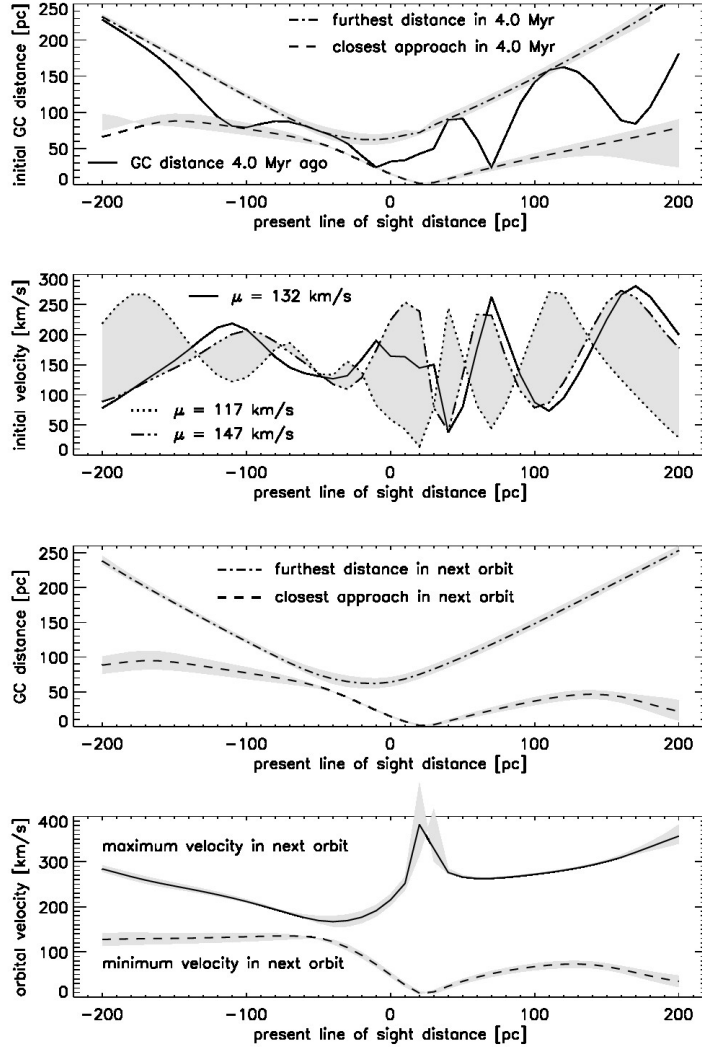 initial GC distance [pc]
250
200
150
100
50
0
furthest distance in 4.0 Myr
closest approach in 4.0 Myr
GC distance 4.0 Myr ago
−200 −100 0 100 200
present line of sight distance [pc]
initial velocity [km/s]
300
250
200
150
100
50
0
μ = 132 km/s
μ = 117 km/s
μ = 147 km/s
−200 −100 0 100 200
present line of sight distance [pc]
GC distance [pc]
250
200
150
100
50
0
furthest distance in next orbit
closest approach in next orbit
−200 −100 0 100 200
present line of sight distance [pc]
orbital velocity [km/s]
400
300
200
100
0
maximum velocity in next orbit
minimum velocity in next orbit
−200 −100 0 100 200
present line of sight distance [pc]